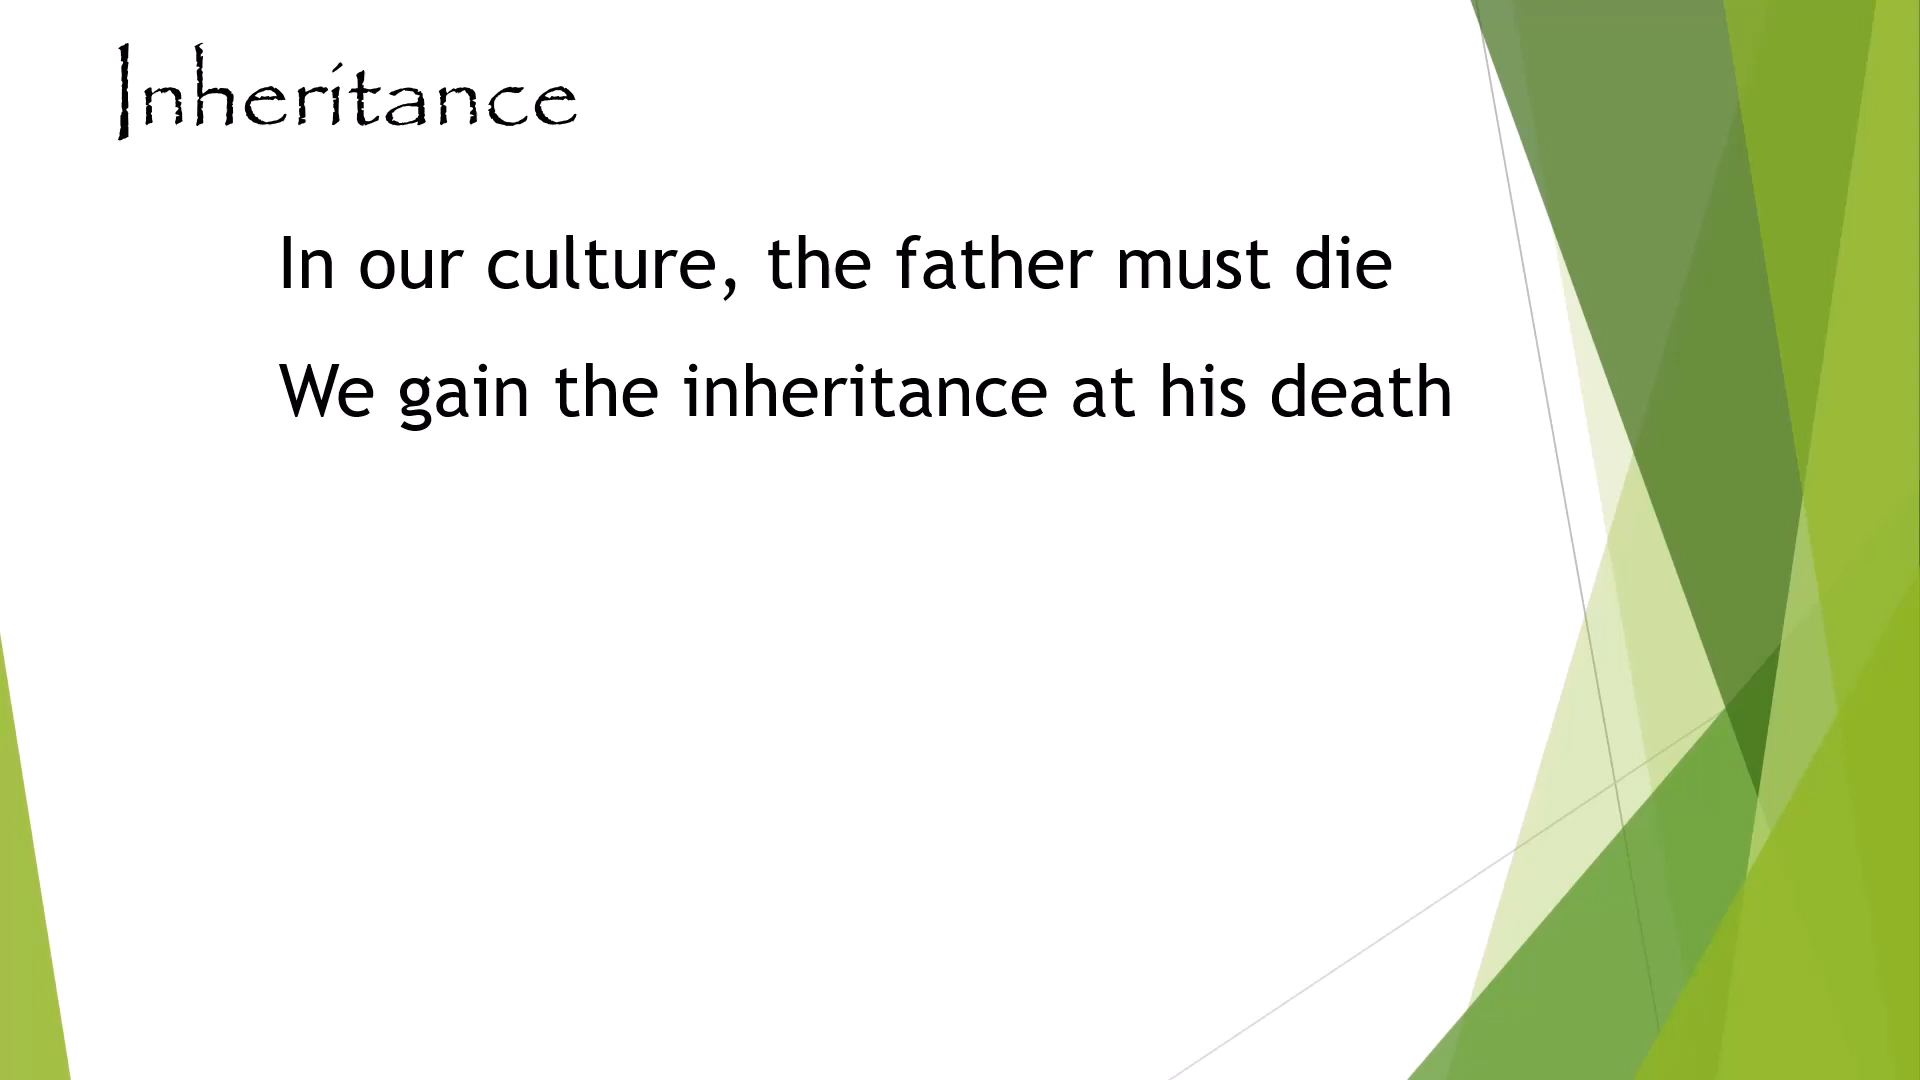 Inheritance
In our culture, the father must die
We gain the inheritance at his death